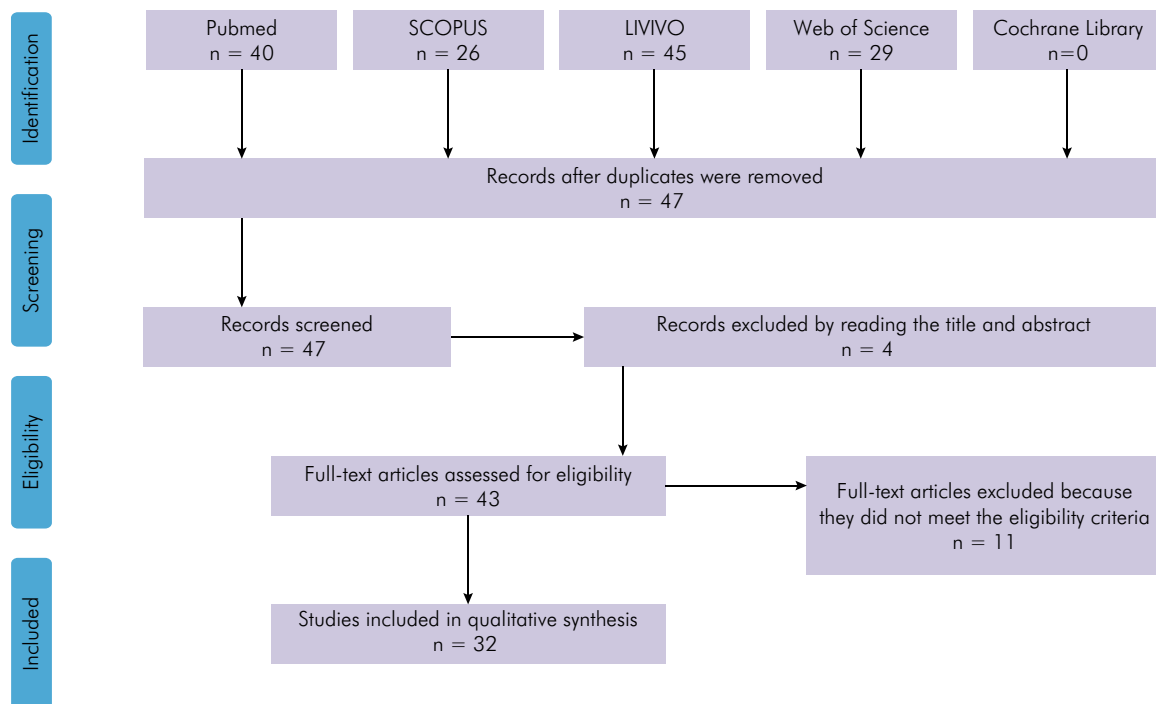 Identification
Pubmed
n = 40
SCOPUS
n = 26
LIVIVO
n = 45
Web of Science
n = 29
Cochrane Library
n=0
Records after duplicates were removed
n = 47
Screening
Records screened
n = 47
Records excluded by reading the title and abstract
n = 4
Eligibility
Full-text articles assessed for eligibility
n = 43
Full-text articles excluded because
they did not meet the eligibility criteria
n = 11
Included
Studies included in qualitative synthesis
n = 32